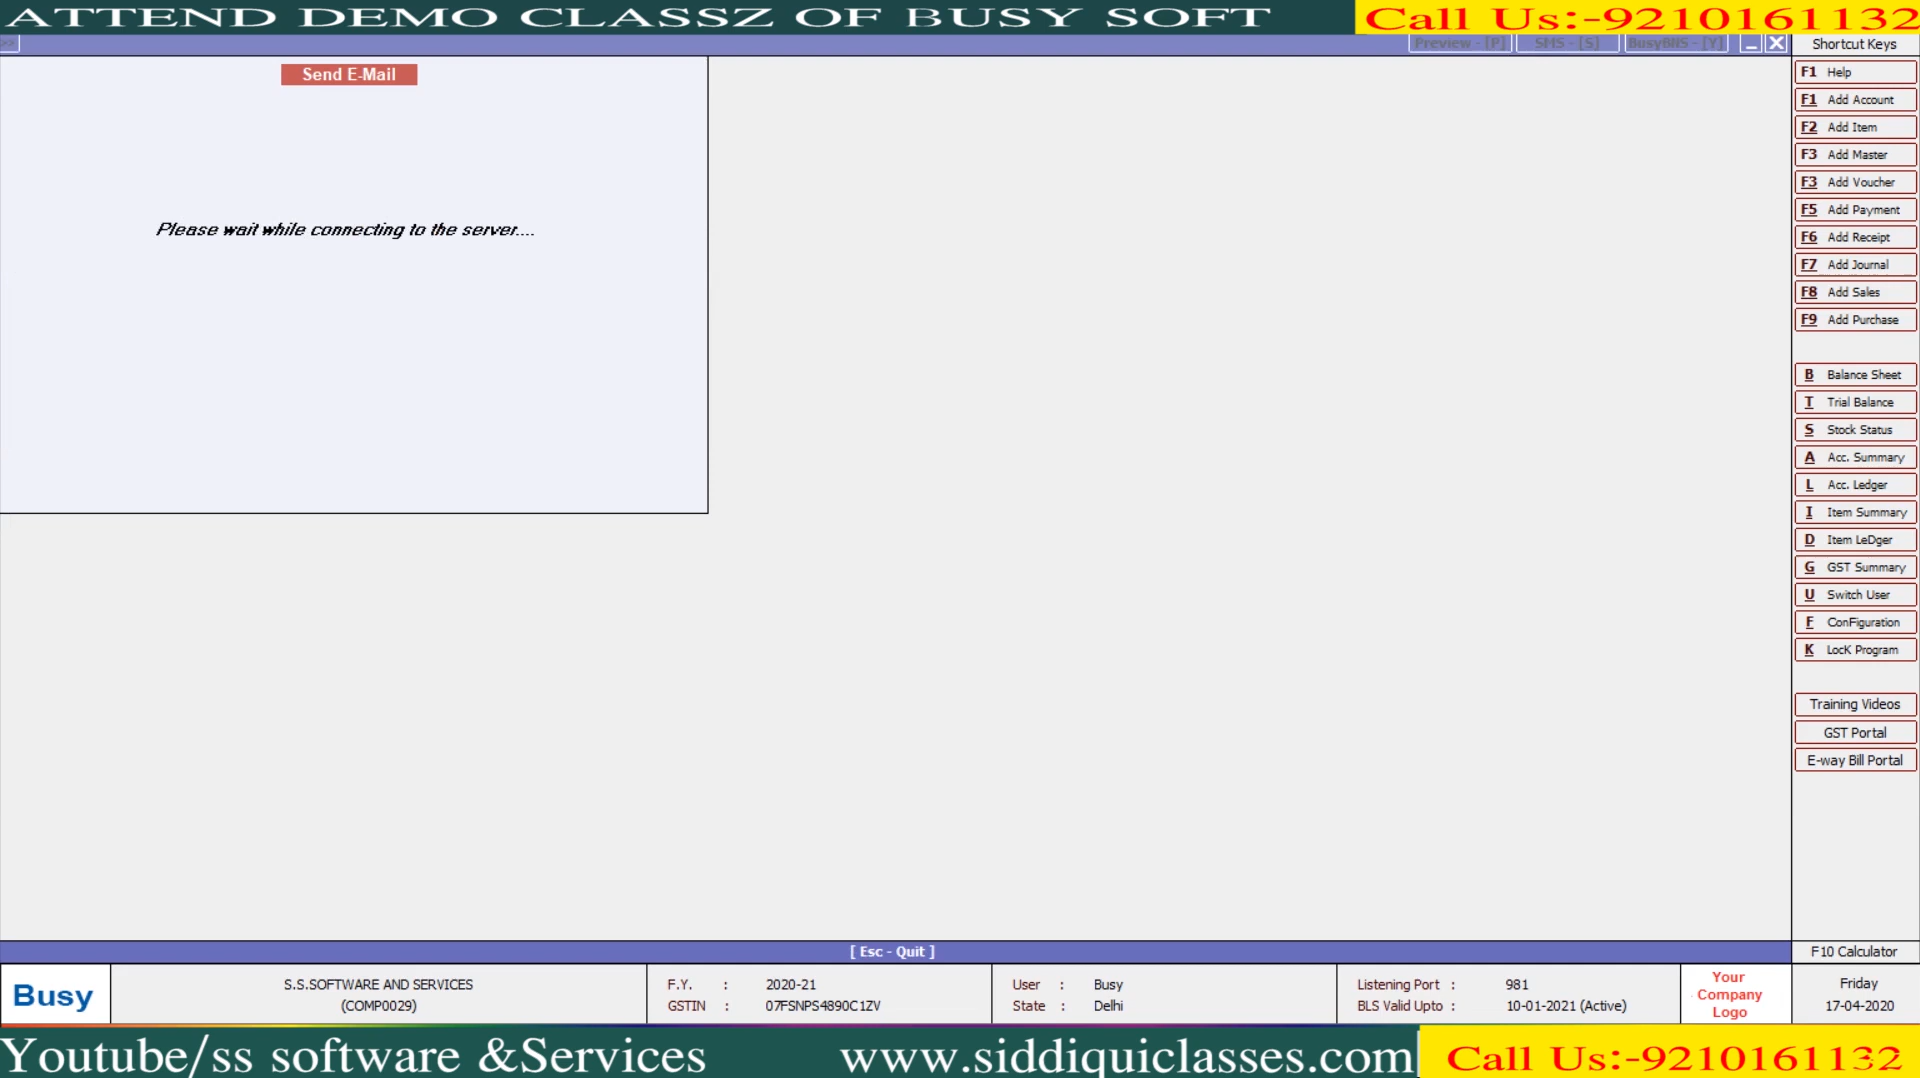 ATTEND DEMO CLASSZ OF BUSY SOFT
Call Us:-9210161132
>>
Preview - [P]
SMS - [S]
BusyBNS - [Y]
Shortcut Keys
Send E-Mail
Please wait while connecting to the server....
F1 Help
F1 Add Account
F2 Add Item
F3 Add Master
F3 Add Voucher
F5 Add Payment
F6 Add Receipt
F7 Add Journal
F8 Add Sales
F9 Add Purchase
B Balance Sheet
T Trial Balance
S Stock Status
A Acc. Summary
L Acc. Ledger
I Item Summary
D Item LeDger
G GST Summary
U Switch User
F ConFiguration
K LocK Program
Training Videos
GST Portal
E-way Bill Portal
[ Esc - Quit ]
F10 Calculator
Busy
S.S.SOFTWARE AND SERVICES
(COMP0029)
F.Y. : 2020-21
GSTIN : 07FSNPS4890C1ZV
User : Busy
State : Delhi
Listening Port : 981
BLS Valid Upto : 10-01-2021 (Active)
Your
Company
Logo
Friday
17-04-2020
Youtube/ss software &Services
www.siddiquiclasses.com
Call Us:-9210161132